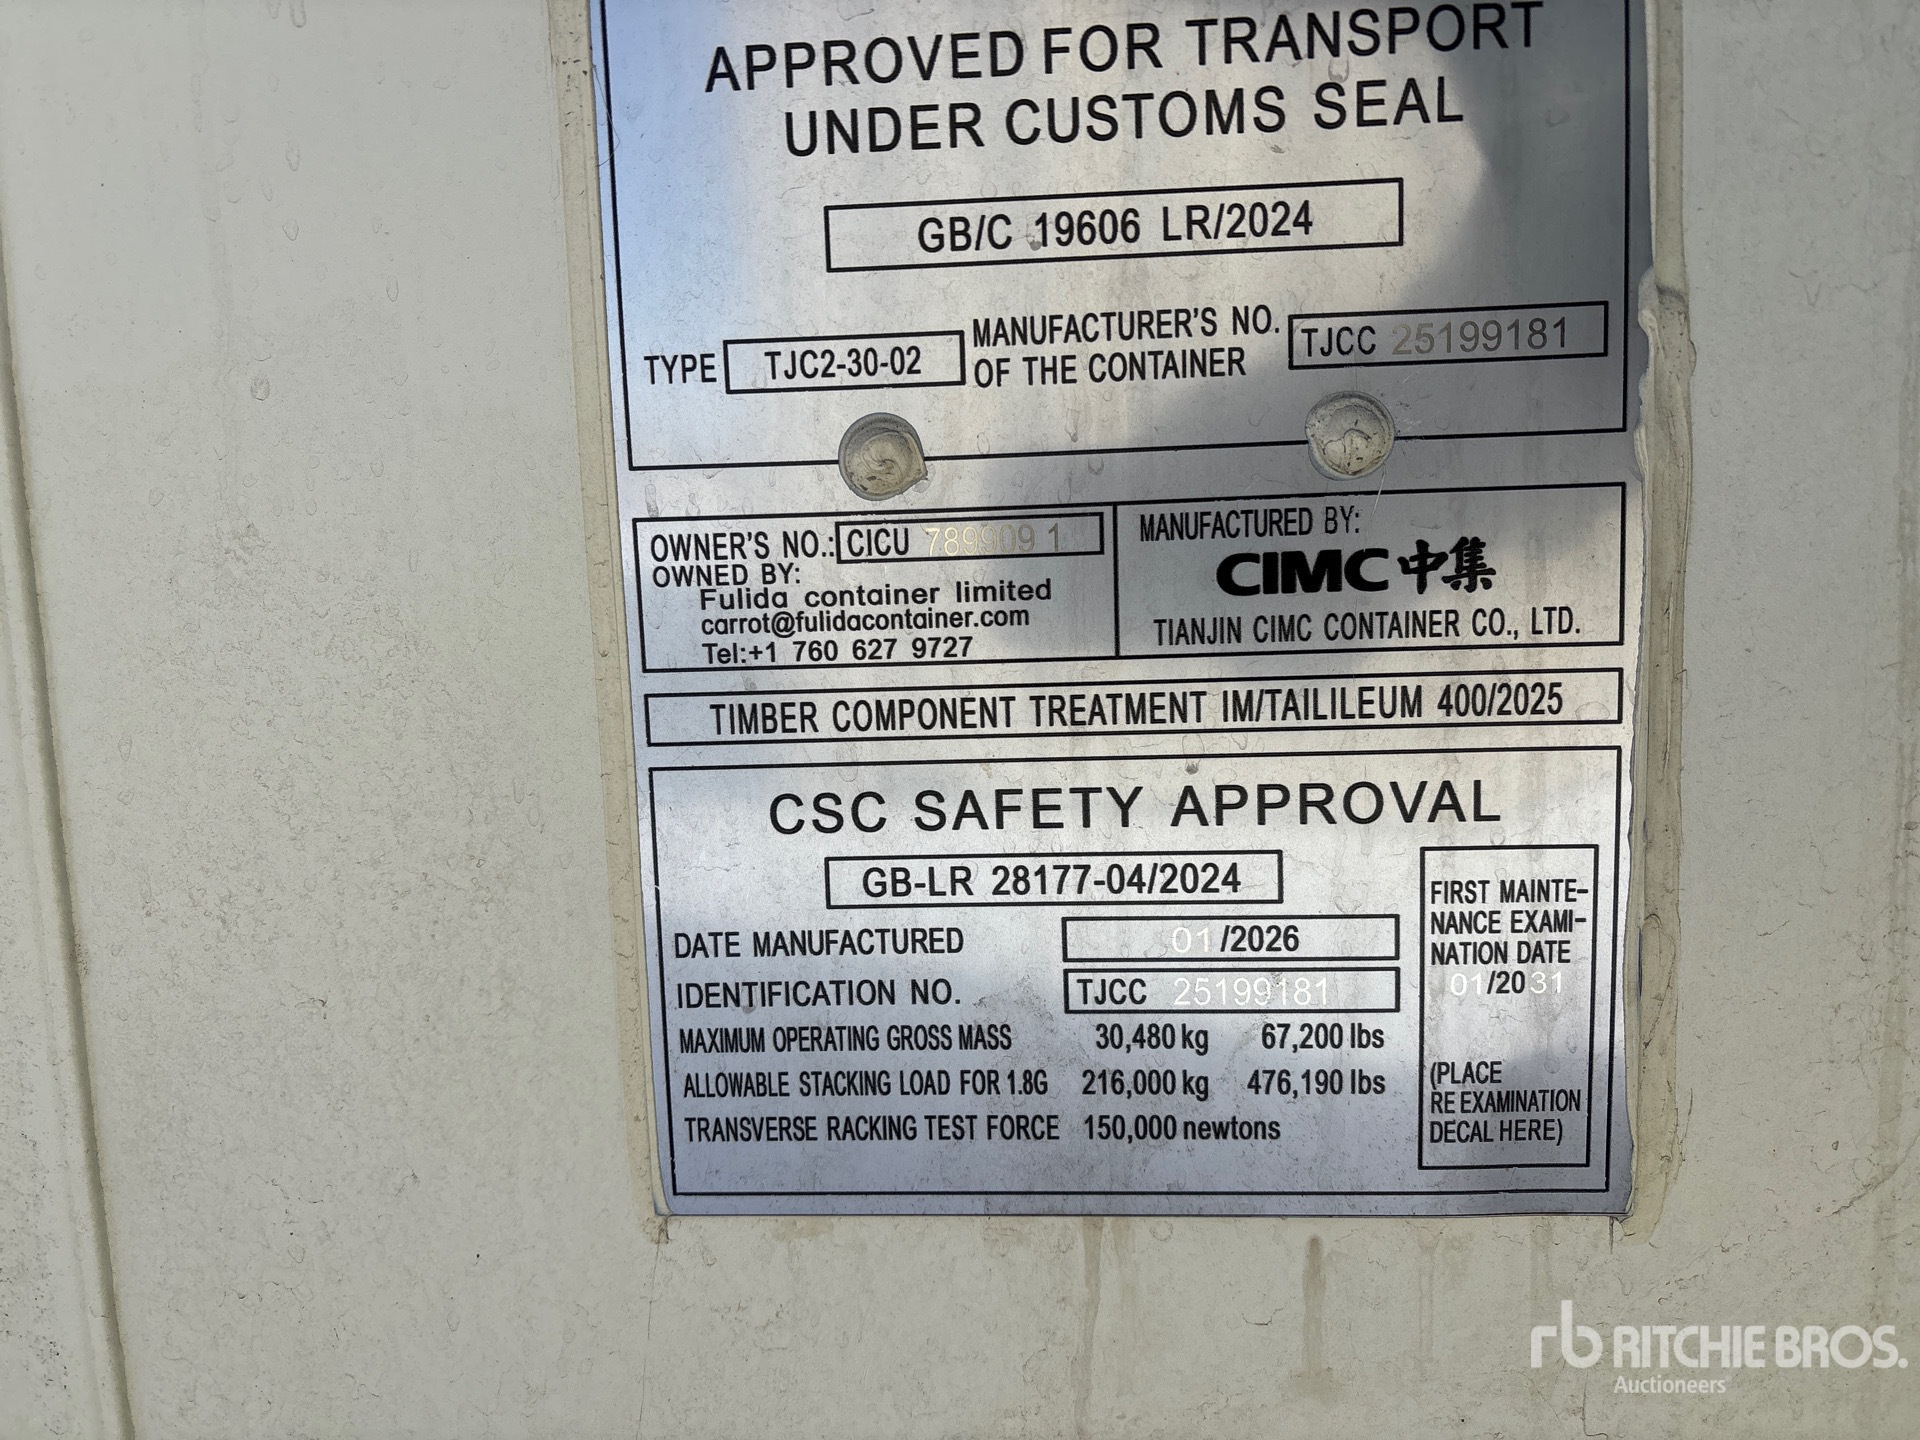 APPROVED FOR TRANSPORT
UNDER CUSTOMS SEAL
GB/C 19606 LR/2024
TYPE TJC2-30-02 MANUFACTURER'S NO. OF THE CONTAINER TJCC 25199181
OWNER'S NO.: CICU 789909 1
OWNED BY:
Fulida container limited
carrot@fulidacontainer.com
Tel:+1 760 627 9727
MANUFACTURED BY:
CIMC中集
TIANJIN CIMC CONTAINER CO., LTD.
TIMBER COMPONENT TREATMENT IM/TAILILEUM 400/2025
CSC SAFETY APPROVAL
GB-LR 28177-04/2024
DATE MANUFACTURED 01/2026
IDENTIFICATION NO. TJCC 25199181
MAXIMUM OPERATING GROSS MASS 30,480 kg 67,200 lbs
ALLOWABLE STACKING LOAD FOR 1.8G 216,000 kg 476,190 lbs
TRANSVERSE RACKING TEST FORCE 150,000 newtons
FIRST MAINTE-
NANCE EXAMI-
NATION DATE
01/2031
(PLACE
RE EXAMINATION
DECAL HERE)
rb RITCHIE BROS.
Auctioneers